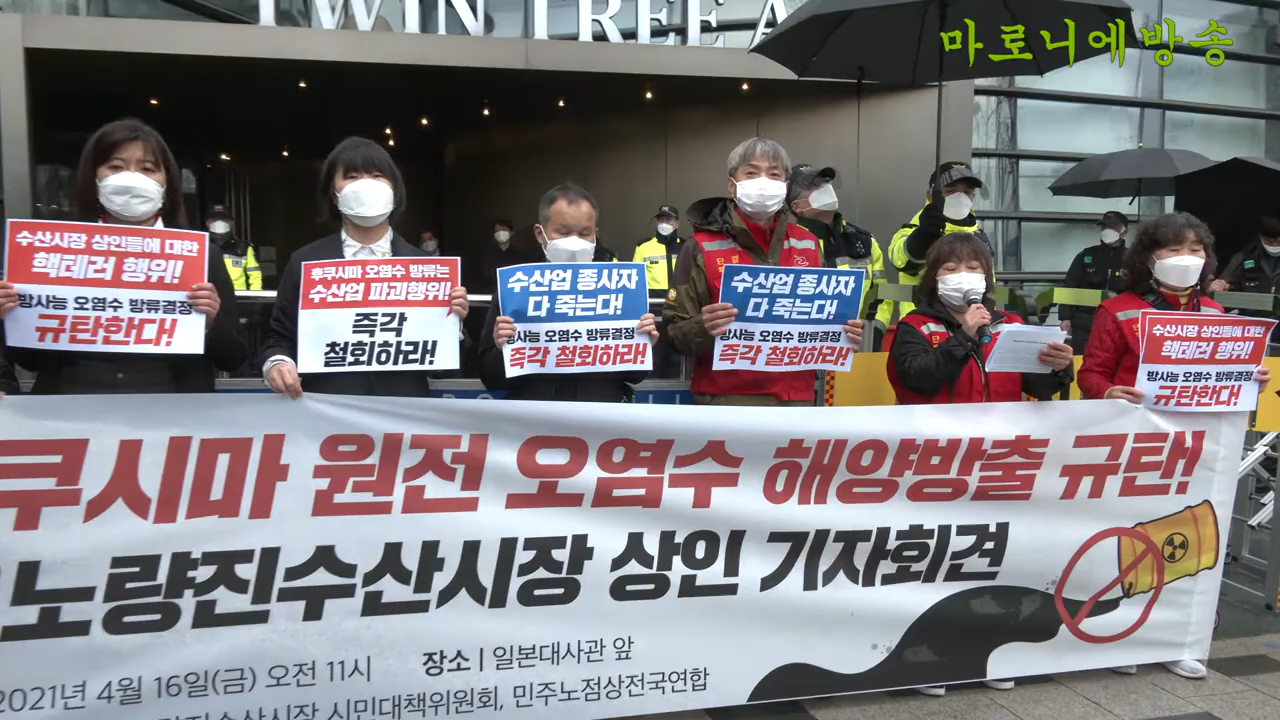 TWIN TREE A
마로니에방송
수산시장 상인들에 대한
핵테러 행위!
방사능 오염수 방류결정
규탄한다!
후쿠시마 오염수 방류는
수산업 파괴행위!
즉각
철회하라!
수산업 종사자
다 죽는다!
방사능 오염수 방류결정
즉각 철회하라!
수산업 종사자
다 죽는다!
방사능 오염수 방류결정
즉각 철회하라!
수산시장 상인들에 대한
핵테러 행위!
방사능 오염수 방류결정
규탄한다!
쿠시마 원전 오염수 해양방출 규탄!
노량진수산시장 상인 기자회견
2021년 4월 16일(금) 오전 11시 장소 | 일본대사관 앞
수산시장 시민대책위원회, 민주노점상전국연합